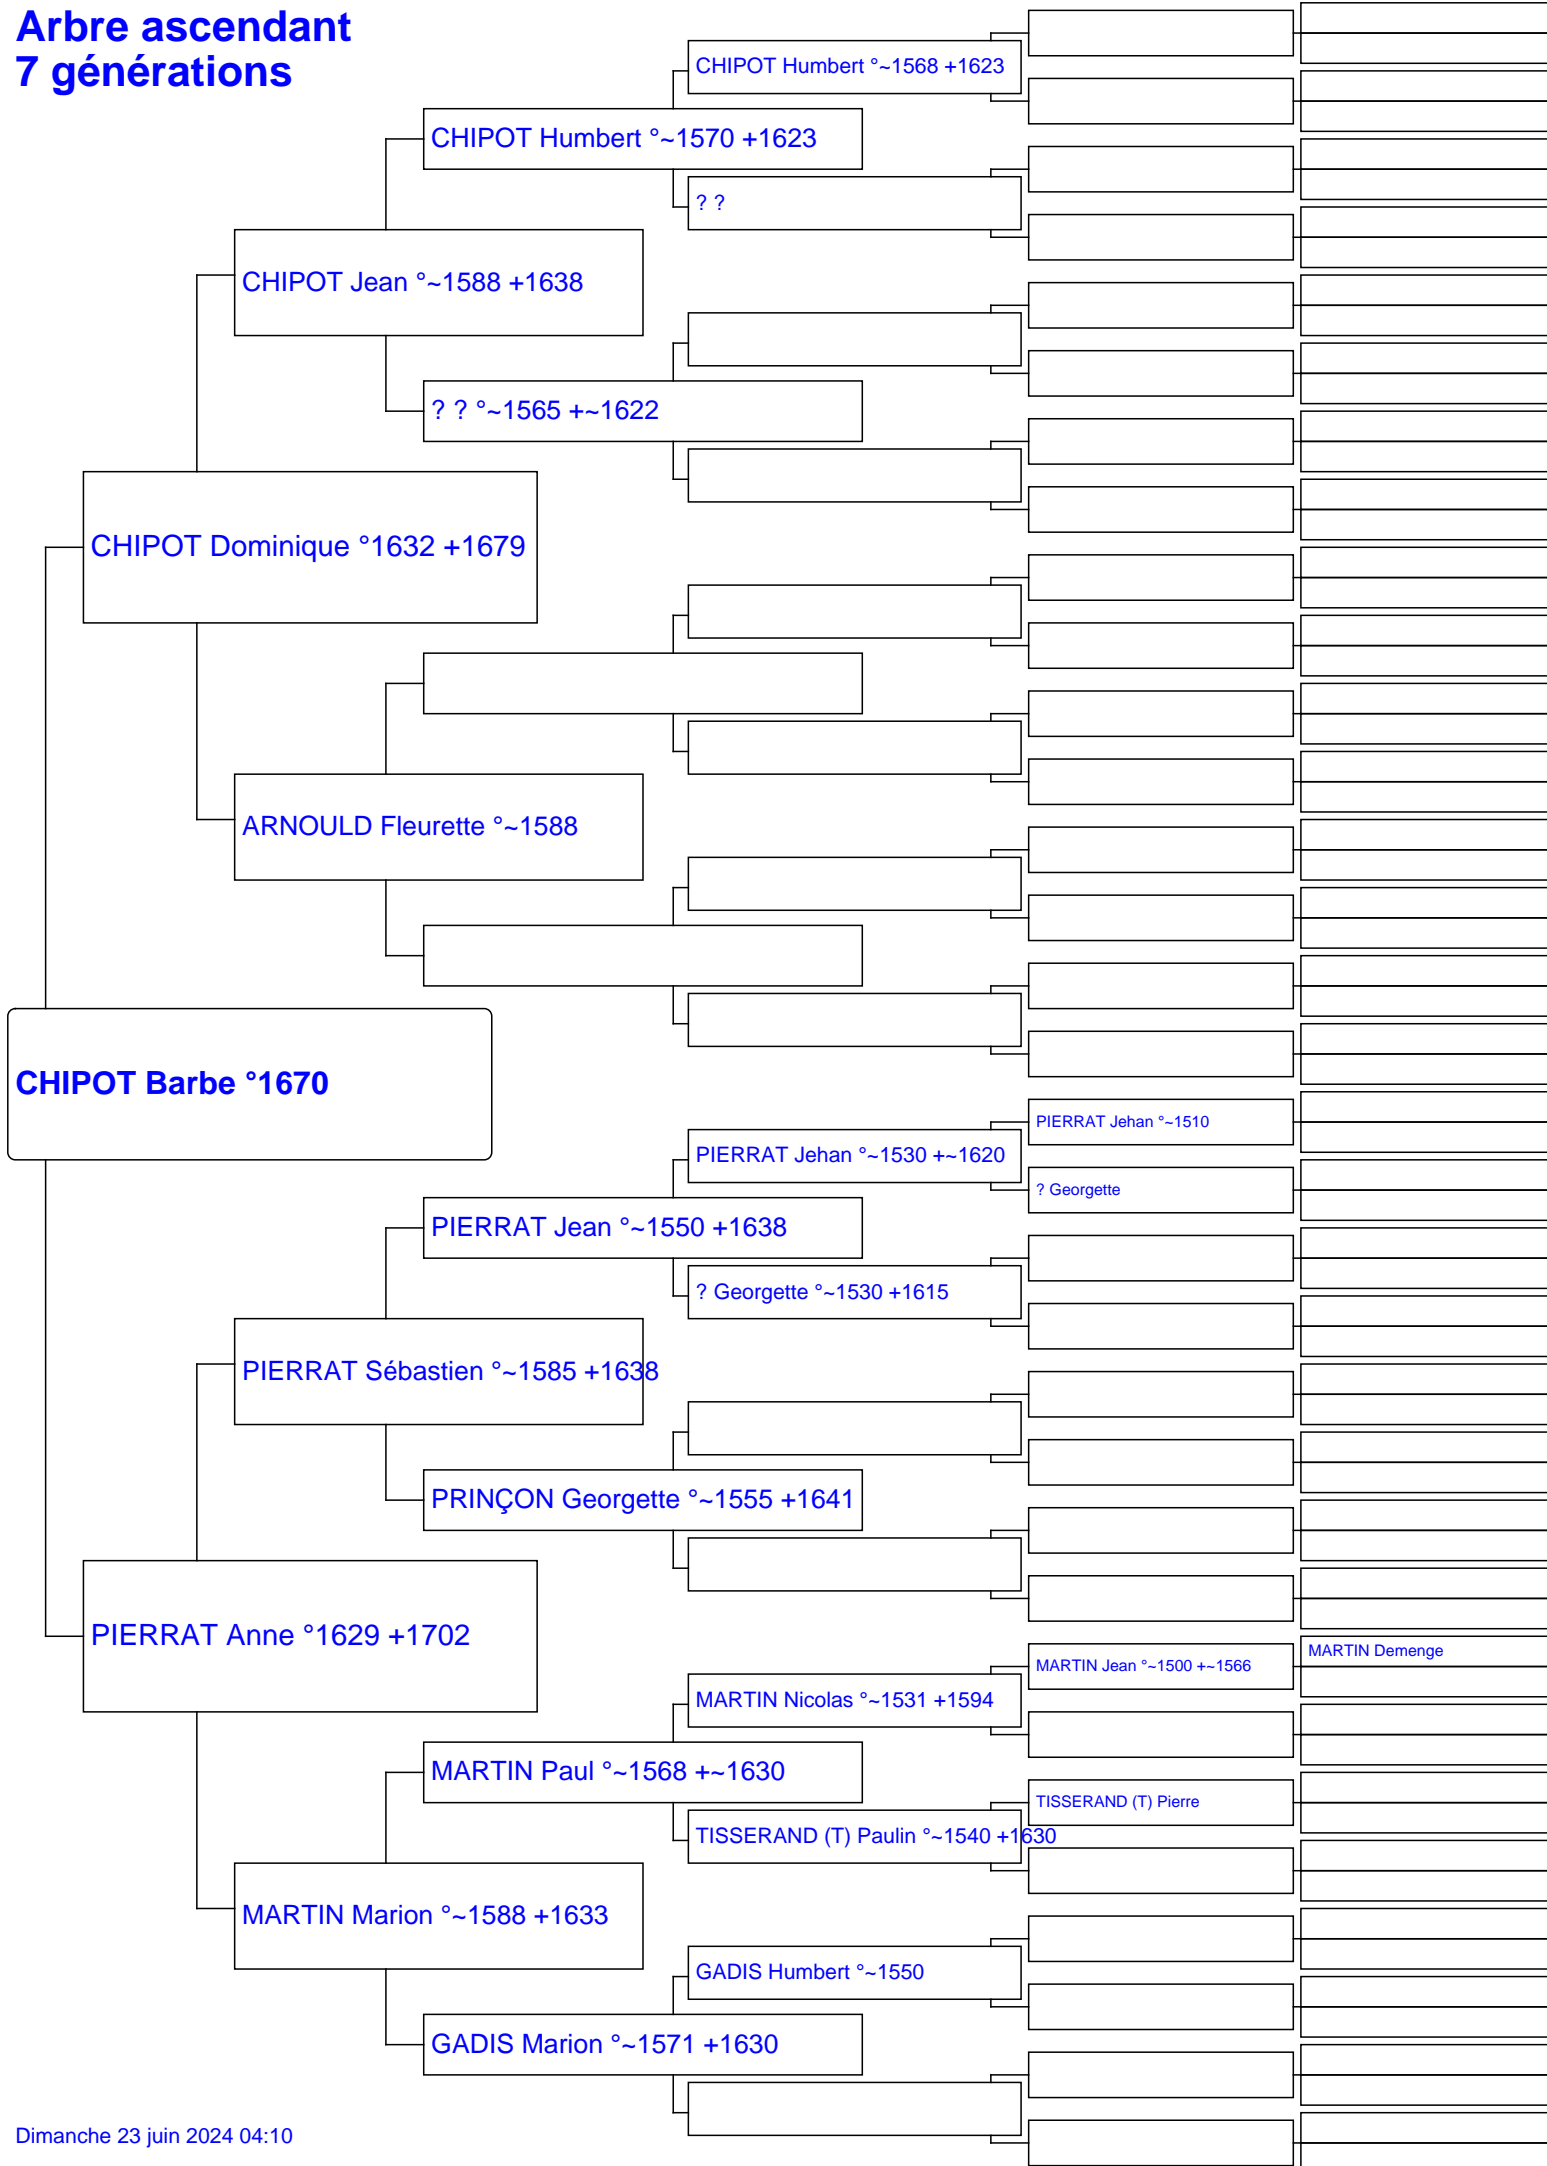 Arbre ascendant
7 générations
CHIPOT Humbert °~1568 +1623
CHIPOT Humbert °~1570 +1623
? ?
CHIPOT Jean °~1588 +1638
? ? °~1565 +~1622
CHIPOT Dominique °1632 +1679
ARNOULD Fleurette °~1588
CHIPOT Barbe °1670
PIERRAT Jehan °~1510
PIERRAT Jehan °~1530 +~1620
? Georgette
PIERRAT Jean °~1550 +1638
? Georgette °~1530 +1615
PIERRAT Sébastien °~1585 +1638
PRINÇON Georgette °~1555 +1641
PIERRAT Anne °1629 +1702
MARTIN Demenge
MARTIN Jean °~1500 +~1566
MARTIN Nicolas °~1531 +1594
MARTIN Paul °~1568 +~1630
TISSERAND (T) Pierre
TISSERAND (T) Paulin °~1540 +1630
MARTIN Marion °~1588 +1633
GADIS Humbert °~1550
GADIS Marion °~1571 +1630
Dimanche 23 juin 2024 04:10